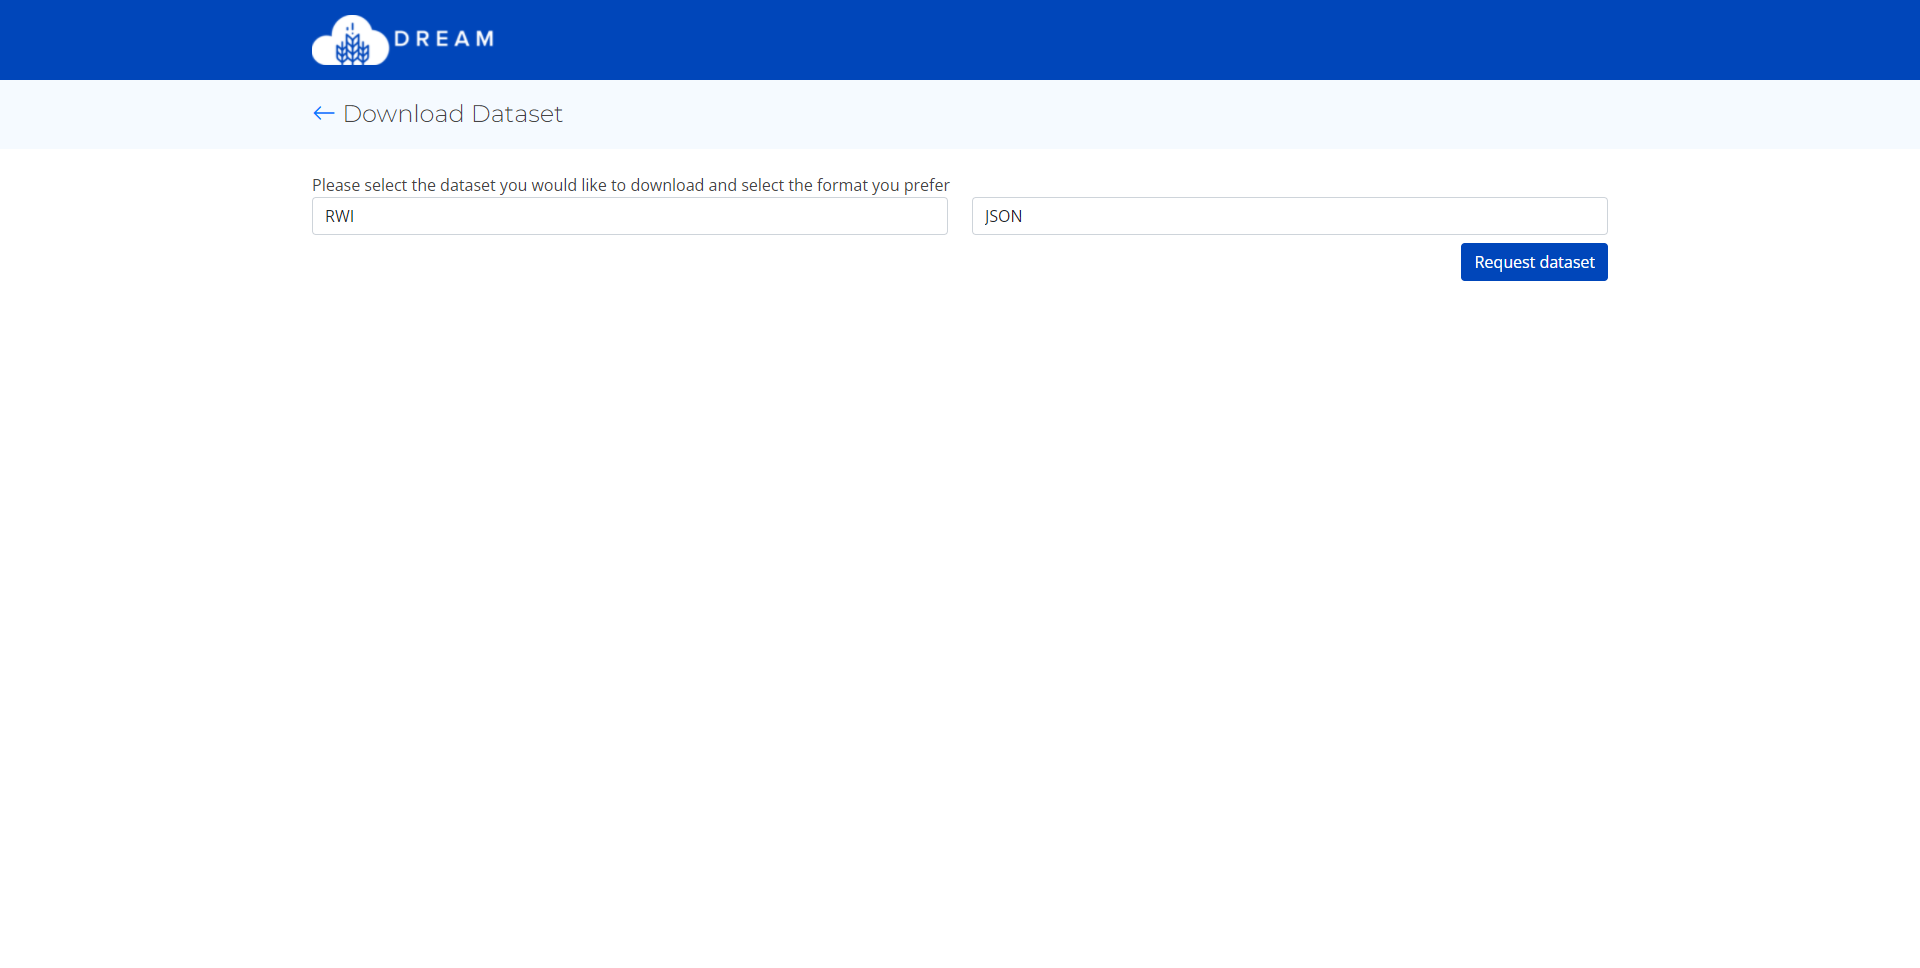 DREAM
Download Dataset
Please select the dataset you would like to download and select the format you prefer
RWI
JSON
Request dataset